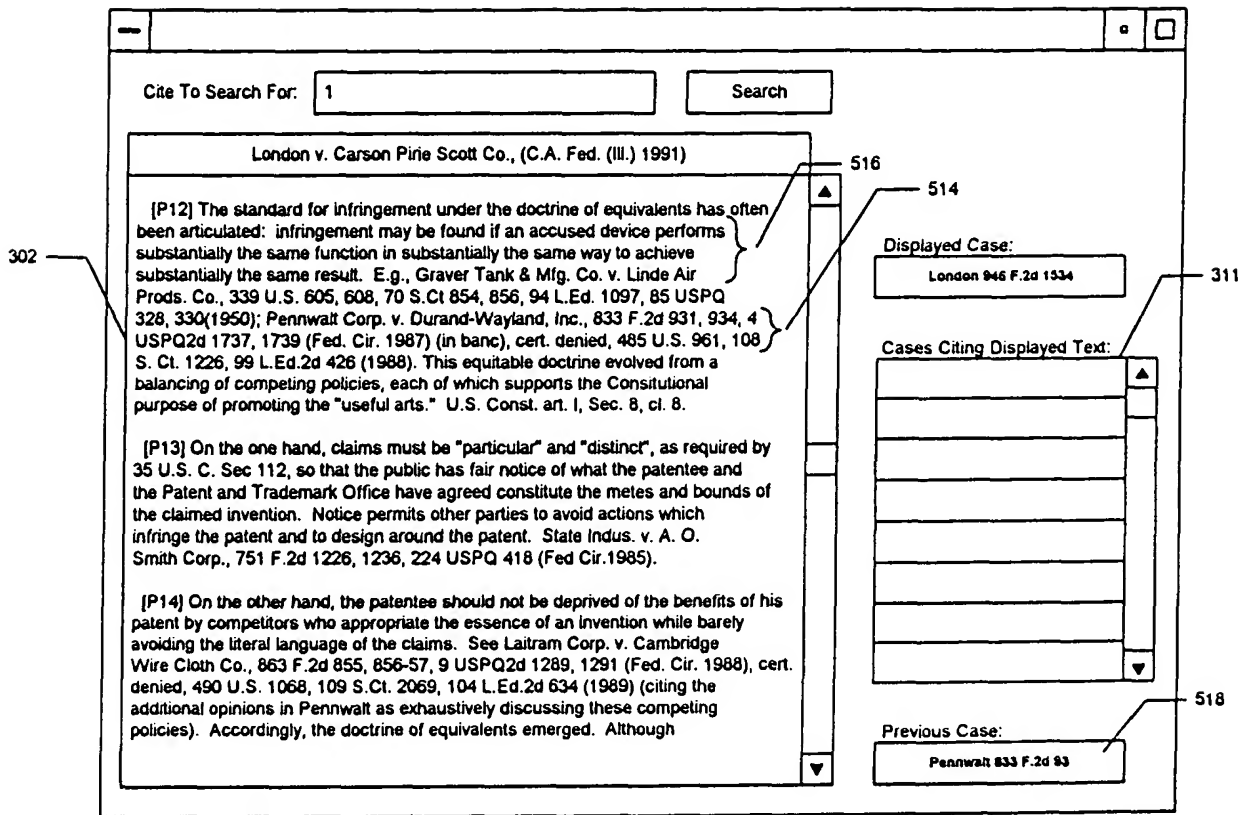 Cite To Search For:
1
Search
London v. Carson Pirie Scott Co., (C.A. Fed. (Ill.) 1991)
516
514
[P12] The standard for infringement under the doctrine of equivalents has often
been articulated: infringement may be found if an accused device performs
substantially the same function in substantially the same way to achieve
substantially the same result. E.g., Graver Tank & Mfg. Co. v. Linde Air
Prods. Co., 339 U.S. 605, 608, 70 S.Ct 854, 856, 94 L.Ed. 1097, 85 USPQ
328, 330(1950); Pennwalt Corp. v. Durand-Wayland, Inc., 833 F.2d 931, 934, 4
USPQ2d 1737, 1739 (Fed. Cir. 1987) (in banc), cert. denied, 485 U.S. 961, 108
S. Ct. 1226, 99 L.Ed.2d 426 (1988). This equitable doctrine evolved from a
balancing of competing policies, each of which supports the Consitutional
purpose of promoting the "useful arts." U.S. Const. art. I, Sec. 8, cl. 8.
[P13] On the one hand, claims must be "particular" and "distinct", as required by
35 U.S. C. Sec 112, so that the public has fair notice of what the patentee and
the Patent and Trademark Office have agreed constitute the metes and bounds of
the claimed invention. Notice permits other parties to avoid actions which
infringe the patent and to design around the patent. State Indus. v. A. O.
Smith Corp., 751 F.2d 1226, 1236, 224 USPQ 418 (Fed Cir.1985).
[P14] On the other hand, the patentee should not be deprived of the benefits of his
patent by competitors who appropriate the essence of an invention while barely
avoiding the literal language of the claims. See Laitram Corp. v. Cambridge
Wire Cloth Co., 863 F.2d 855, 856-57, 9 USPQ2d 1289, 1291 (Fed. Cir. 1988), cert.
denied, 490 U.S. 1068, 109 S.Ct. 2069, 104 L.Ed.2d 634 (1989) (citing the
additional opinions in Pennwalt as exhaustively discussing these competing
policies). Accordingly, the doctrine of equivalents emerged. Although
302
Displayed Case:
London 946 F.2d 1534
311
Cases Citing Displayed Text:
518
Previous Case:
Pennwalt 833 F.2d 93